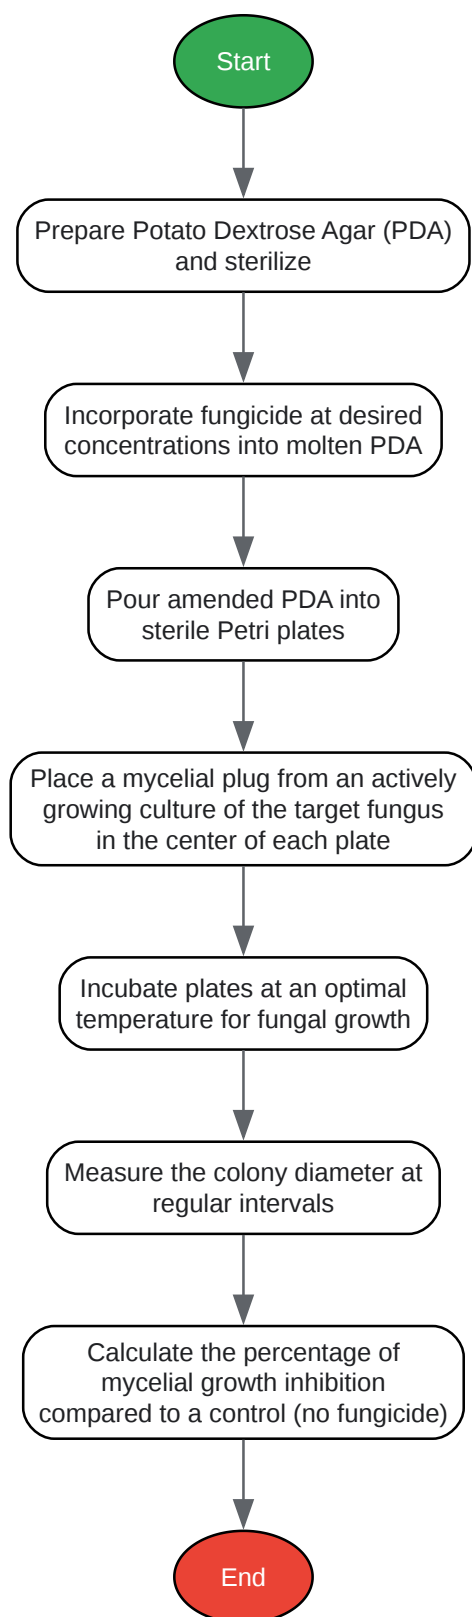 Start
Prepare Potato Dextrose Agar (PDA)
and sterilize
Incorporate fungicide at desired
concentrations into molten PDA
Pour amended PDA into
sterile Petri plates
Place a mycelial plug from an actively
growing culture of the target fungus
in the center of each plate
Incubate plates at an optimal
temperature for fungal growth
Measure the colony diameter at
regular intervals
Calculate the percentage of
mycelial growth inhibition
compared to a control (no fungicide)
End